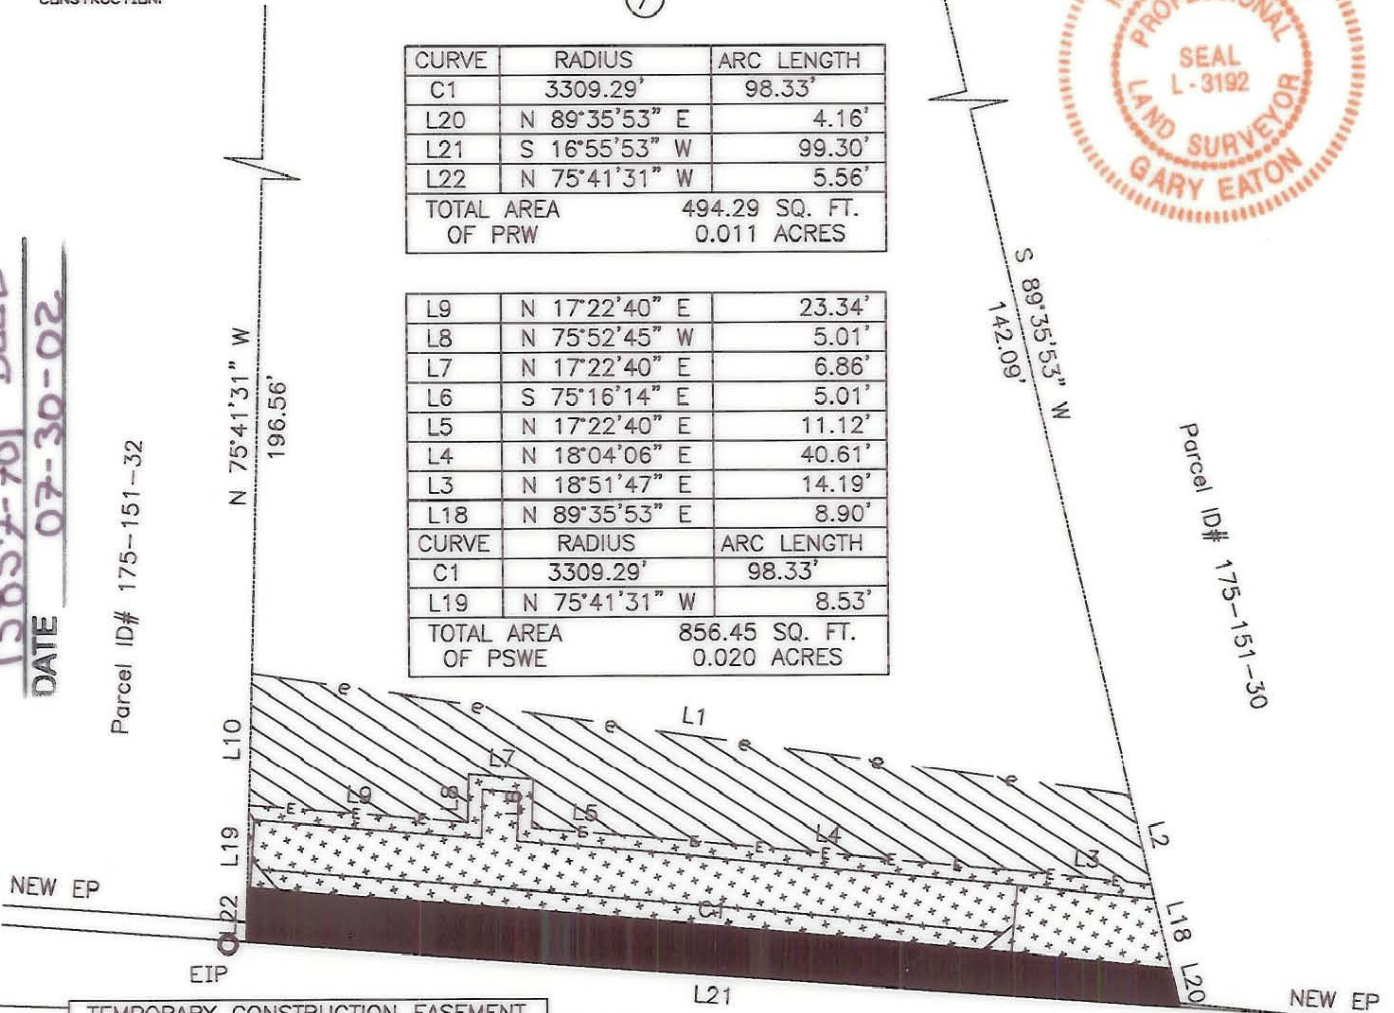 CONSTRUCTION.
7
CURVE RADIUS ARC LENGTH
C1 3309.29' 98.33'
L20 N 89°35'53" E 4.16'
L21 S 16°55'53" W 99.30'
L22 N 75°41'31" W 5.56'
TOTAL AREA 494.29 SQ. FT.
OF PRW 0.011 ACRES
L9 N 17°22'40" E 23.34'
L8 N 75°52'45" W 5.01'
L7 N 17°22'40" E 6.86'
L6 S 75°16'14" E 5.01'
L5 N 17°22'40" E 11.12'
L4 N 18°04'06" E 40.61'
L3 N 18°51'47" E 14.19'
L18 N 89°35'53" E 8.90'
CURVE RADIUS ARC LENGTH
C1 3309.29' 98.33'
L19 N 75°41'31" W 8.53'
TOTAL AREA 856.45 SQ. FT.
OF PSWE 0.020 ACRES
PROFESSIONAL
SEAL
L-3192
LAND SURVEYOR
GARY EATON
DATE 07-30-02
Parcel ID# 175-151-32
N 75°41'31" W
196.56'
S 89°35'53" W
142.09'
Parcel ID# 175-151-30
L10
L19
L22
L1
L7
L9
L8
L5
L4
L3
L2
L18
L20
C1
L21
NEW EP
EIP
NEW EP
TEMPORARY CONSTRUCTION EASEMENT